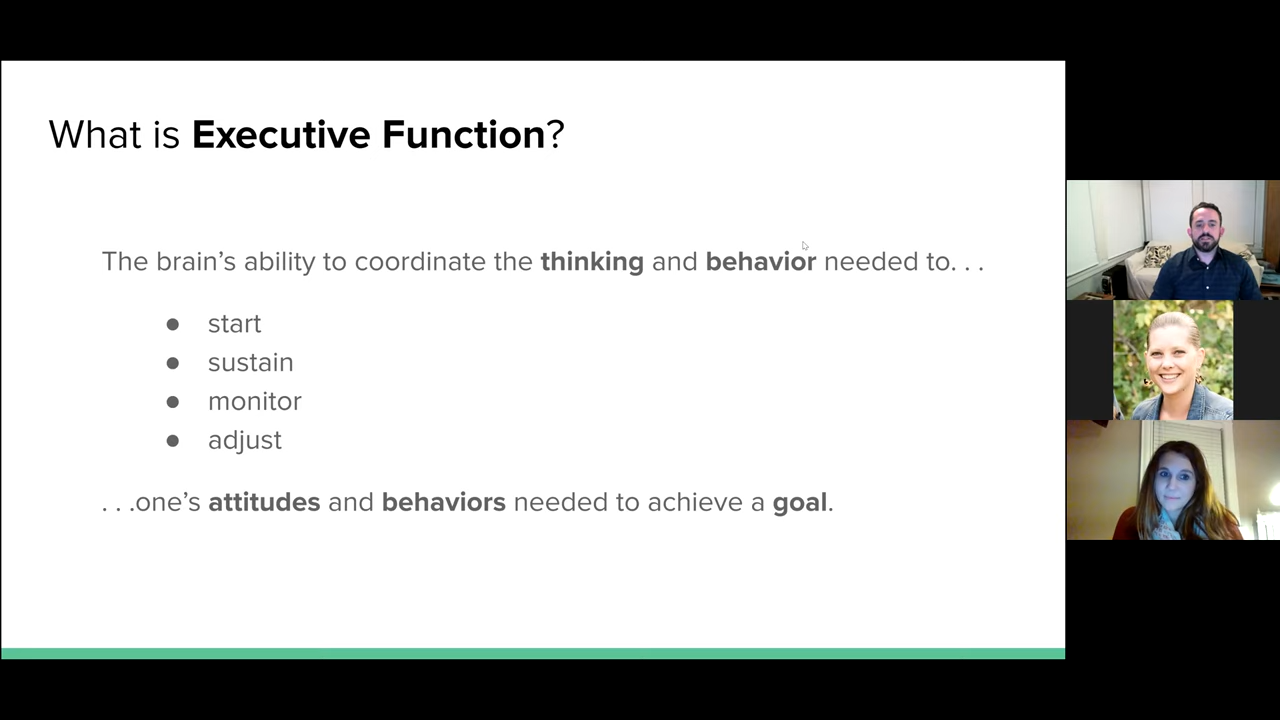 What is Executive Function?
The brain’s ability to coordinate the thinking and behavior needed to. . .
● start
● sustain
● monitor
● adjust
. . .one’s attitudes and behaviors needed to achieve a goal.